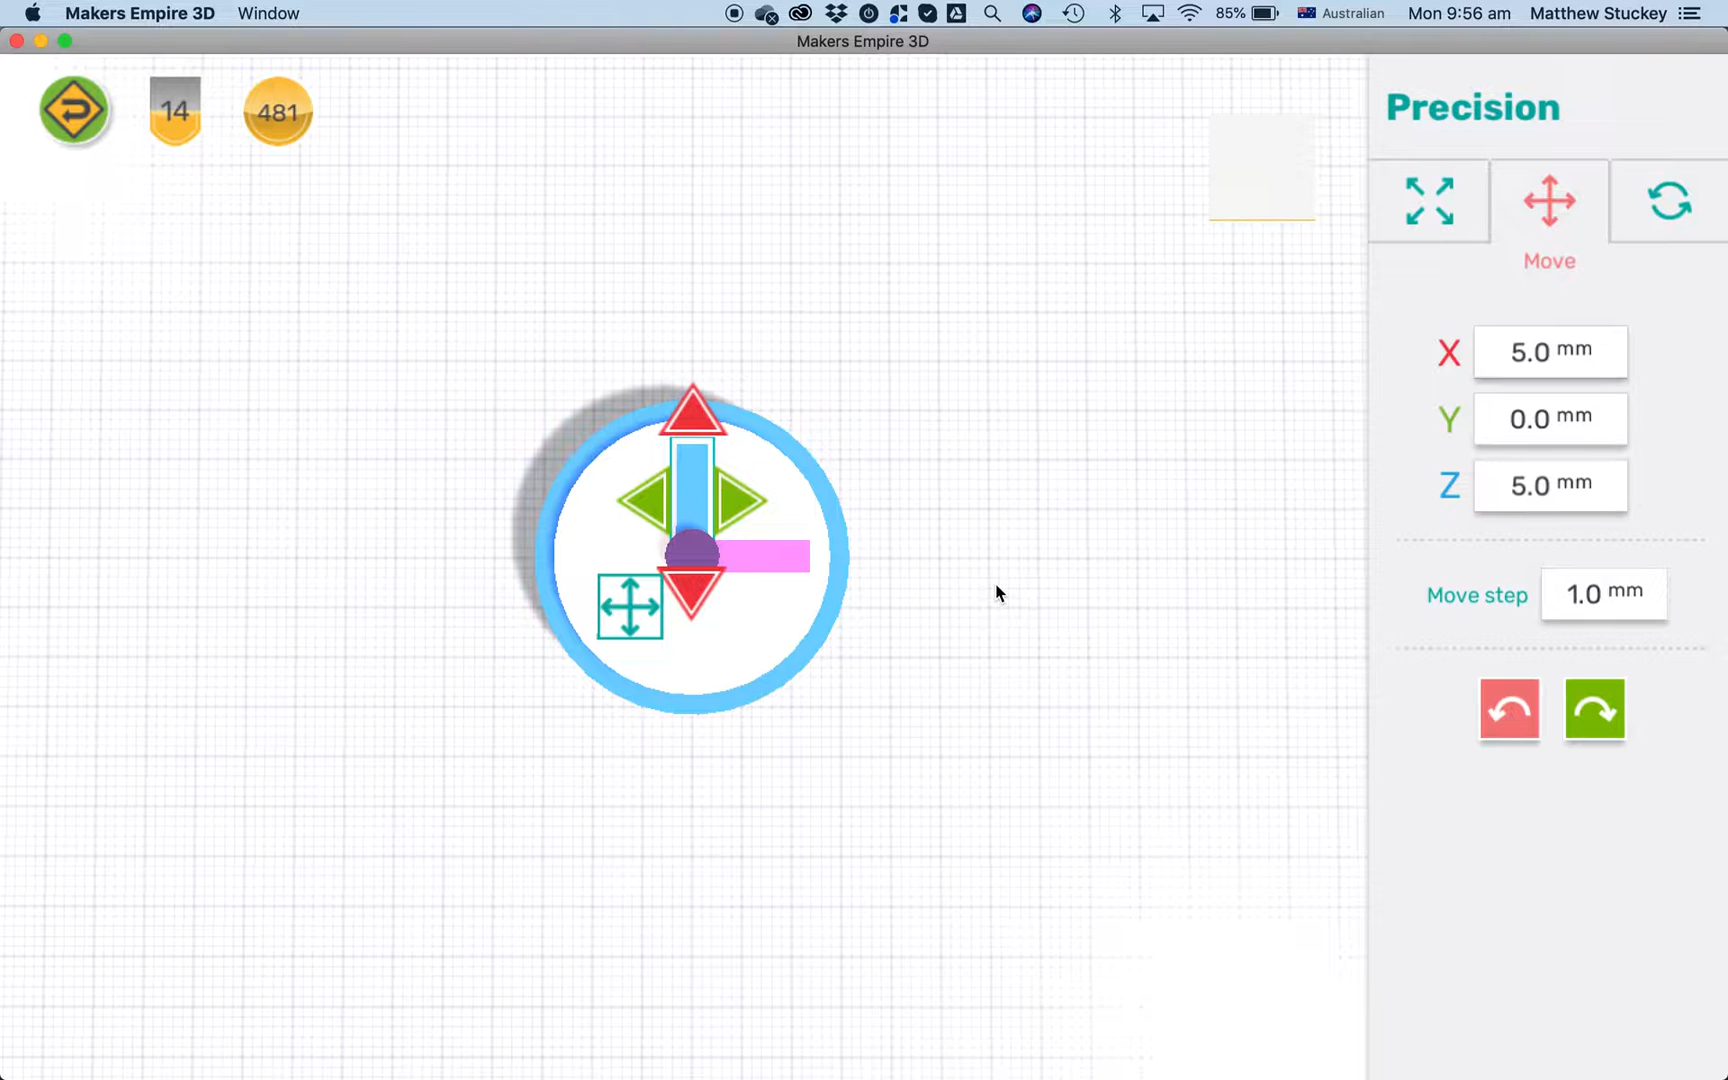 Makers Empire 3D Window 85% Australian Mon 9:56 am Matthew Stuckey
Makers Empire 3D
14 481
Precision
Move
X 5.0 mm
Y 0.0 mm
Z 5.0 mm
Move step 1.0 mm